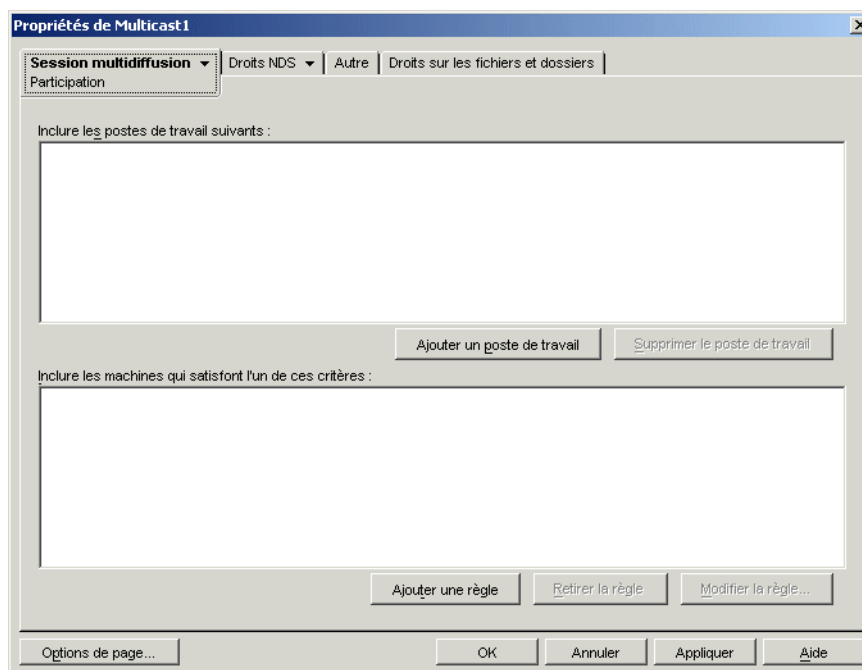 Propriétés de Multicast1
Session multidiffusion
Participation
Droits NDS
Autre
Droits sur les fichiers et dossiers
Inclure les postes de travail suivants :
Ajouter un poste de travail
Supprimer le poste de travail
Inclure les machines qui satisfont l'un de ces critères :
Ajouter une règle
Retirer la règle
Modifier la règle...
Options de page...
OK
Annuler
Appliquer
Aide